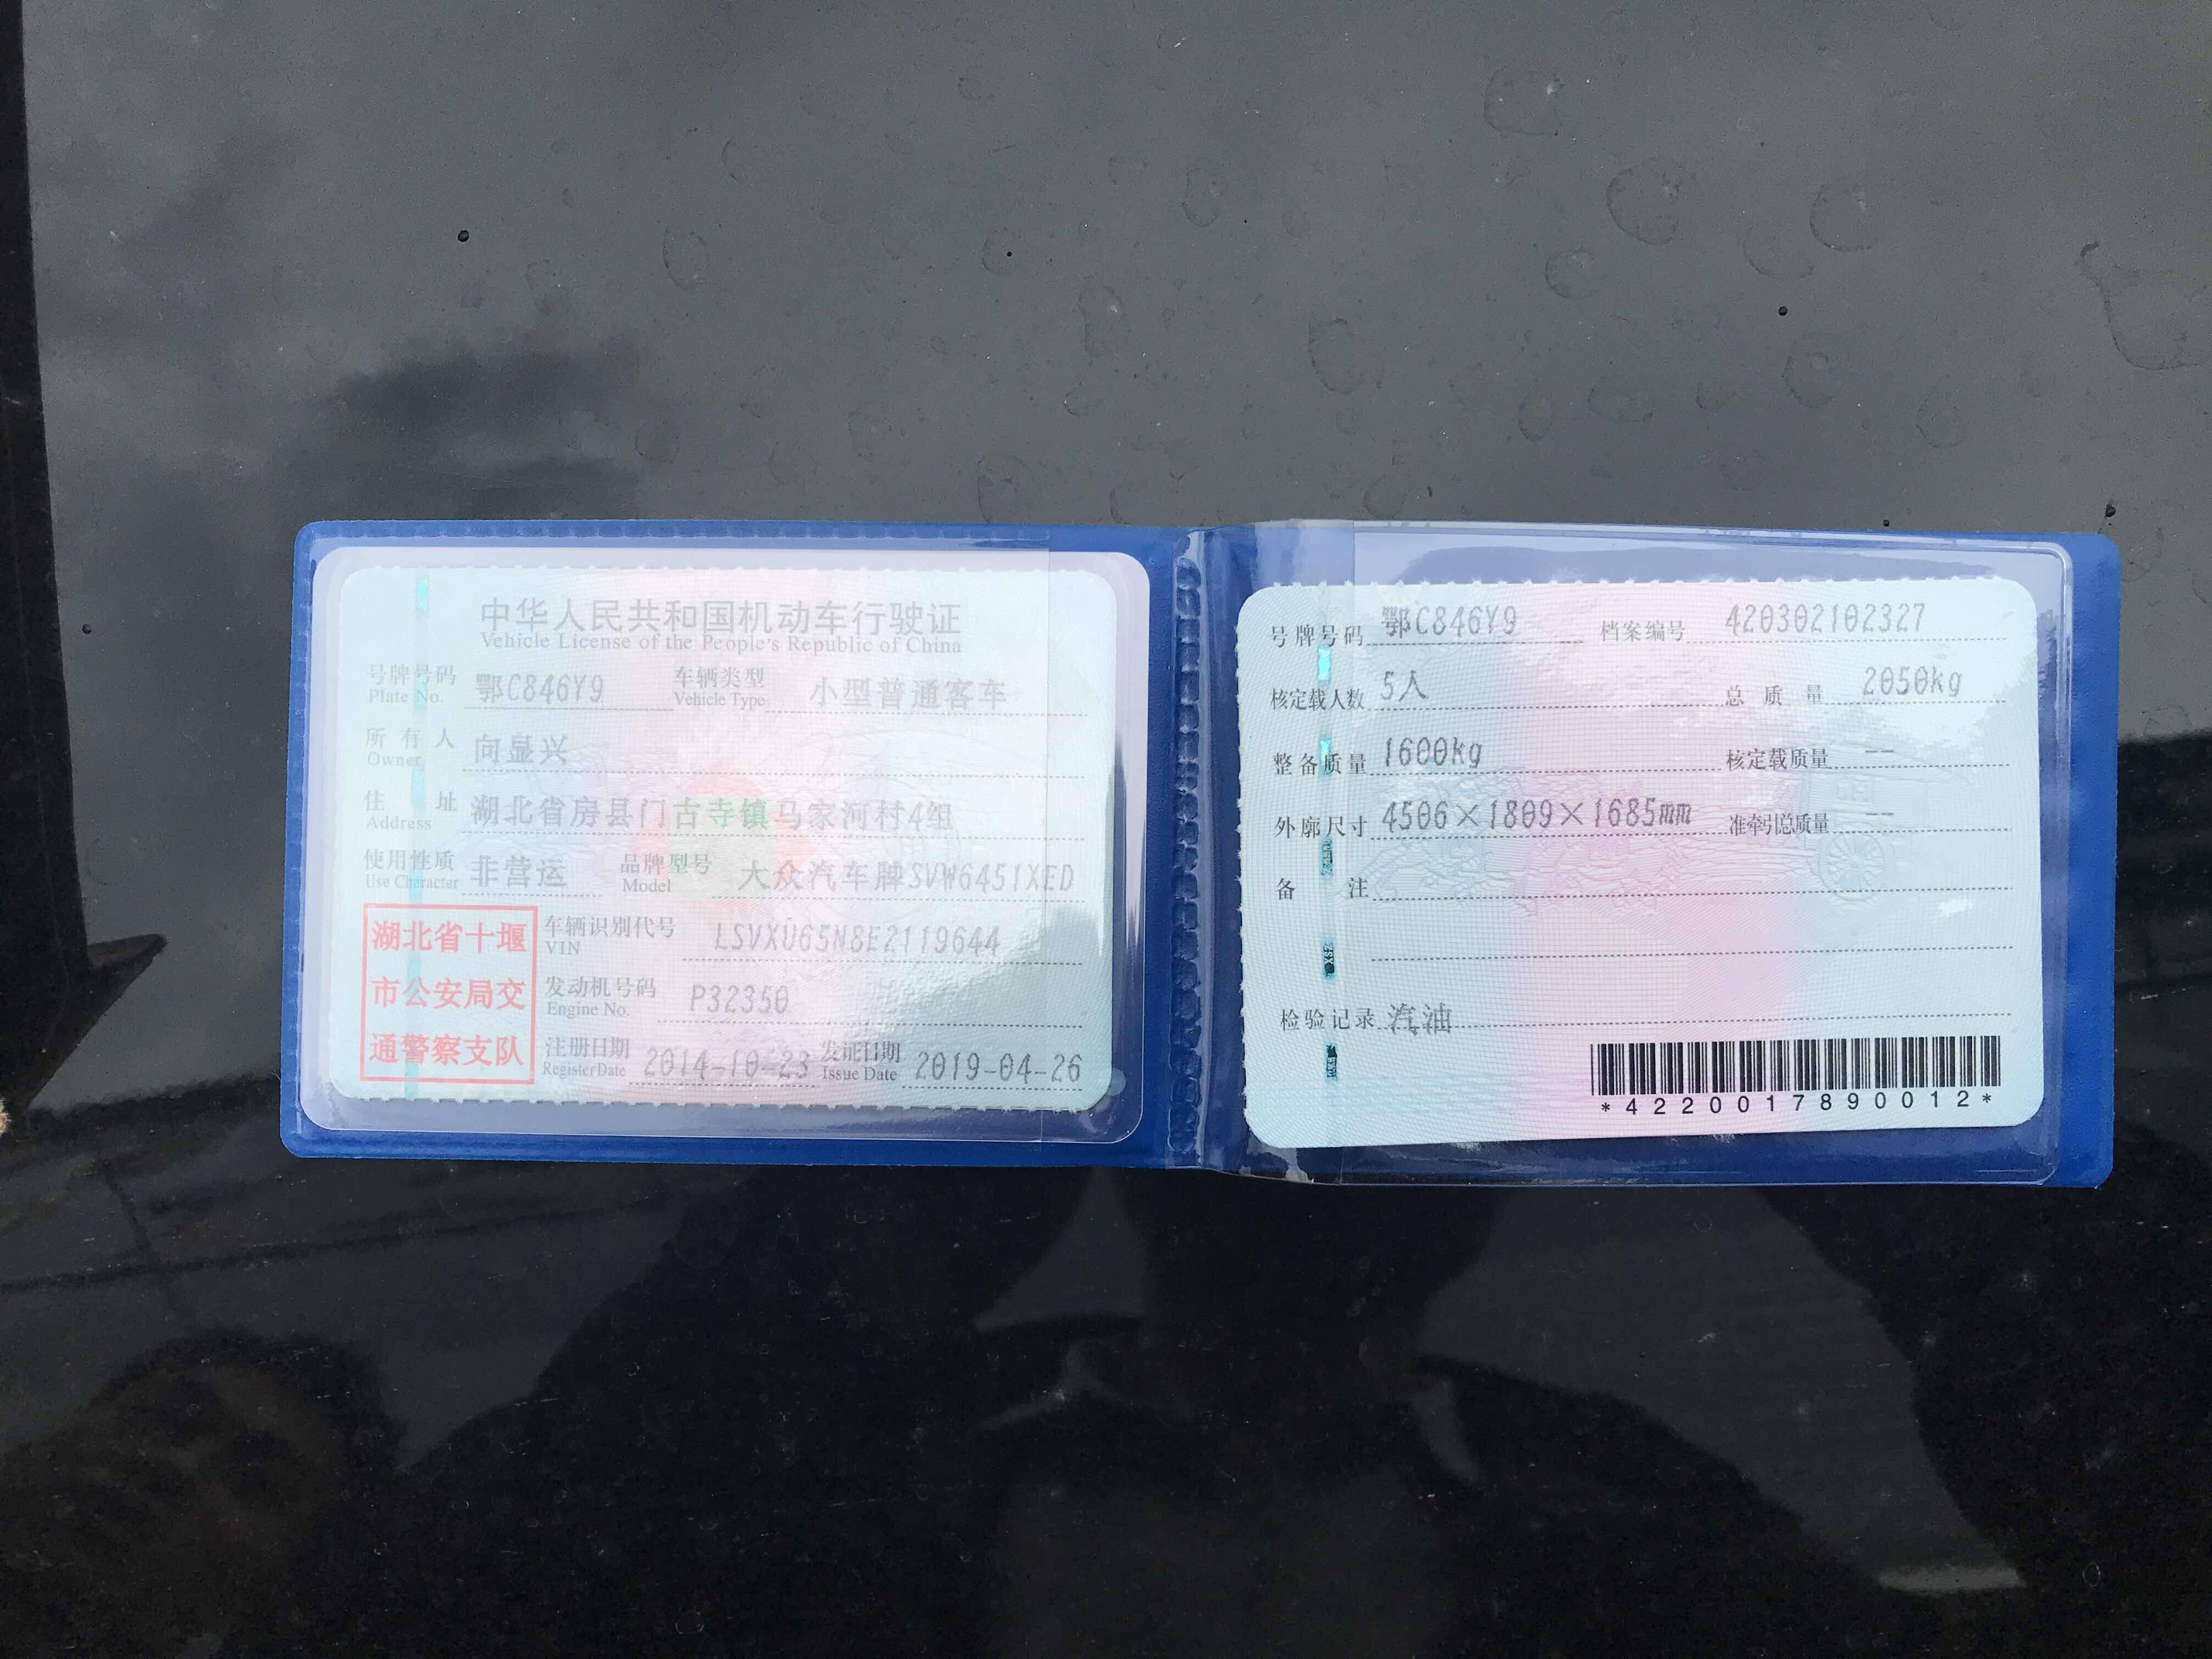 中华人民共和国机动车行驶证
Vehicle License of the People's Republic of China
号牌号码 鄂C846Y9 车辆类型 小型普通客车
Plate No. Vehicle Type
所有人 向显兴
Owner
住址 湖北省房县门古寺镇马家河村4组
Address
使用性质 非营运 品牌型号 大众汽车牌SVW6451XED
Use Character Model
湖北省十堰
市公安局交
通警察支队
车辆识别代号 LSVXU65N8E2119644
VIN
发动机号码 P32350
Engine No.
注册日期 2014-10-23 发证日期 2019-04-26
Register Date Issue Date
号牌号码 鄂C846Y9 档案编号 420302102327
核定载人数 5人 总质量 2050kg
整备质量 1600kg 核定载质量 --
外廓尺寸 4506×1809×1685mm 准牵引总质量 --
备注
检验记录 汽油
*4220017890012*